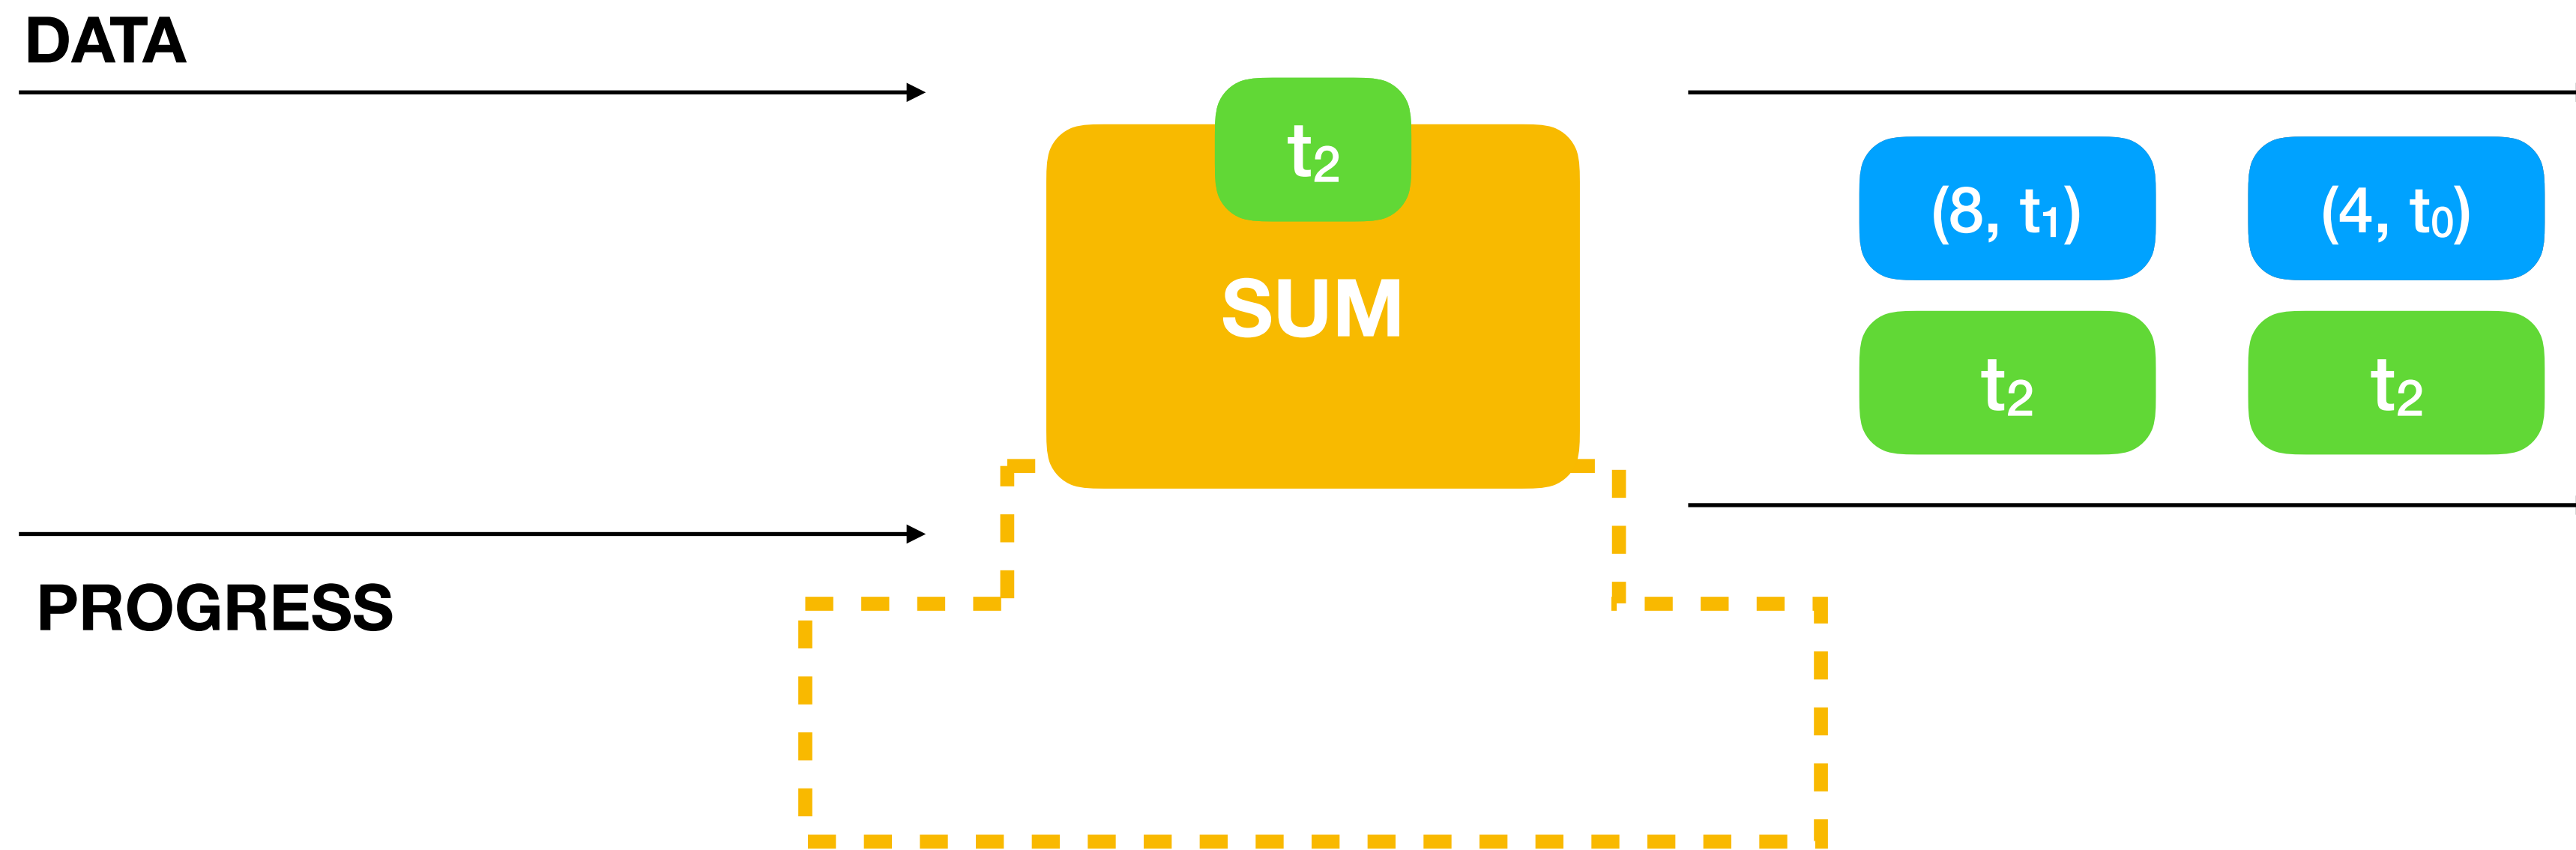 DATA
t₂
SUM
(8, t₁)
(4, t₀)
t₂
t₂
PROGRESS